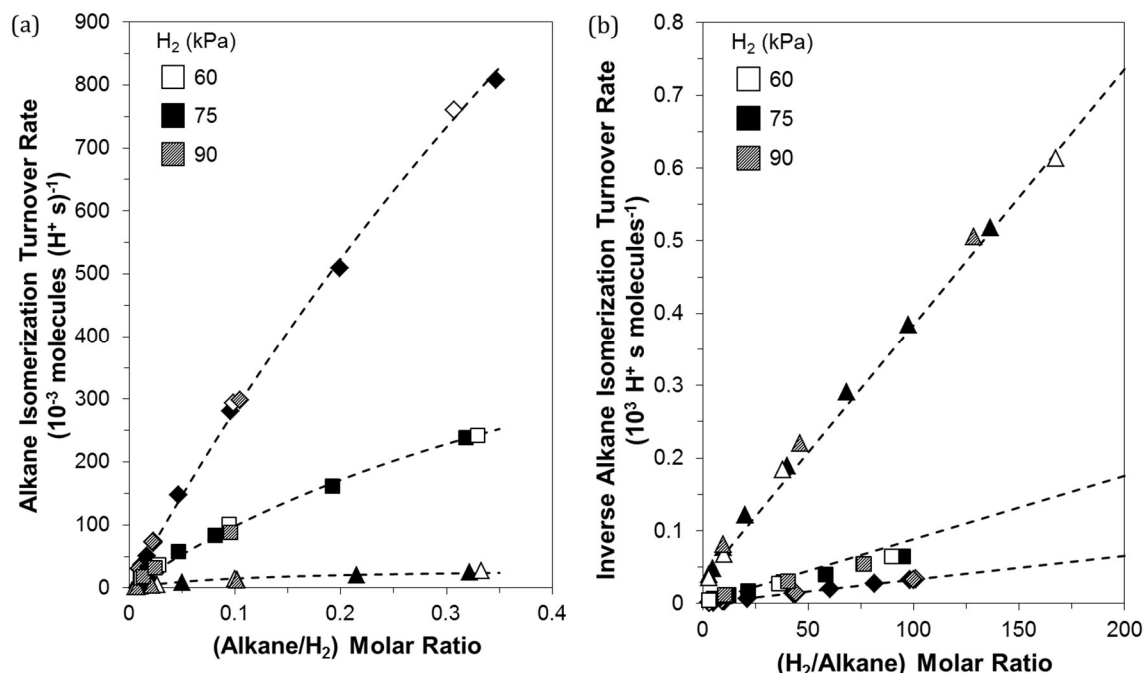 (a)
H₂ (kPa)
60
75
90
Alkane Isomerization Turnover Rate
(10⁻³ molecules (H⁺ s)⁻¹)
900
800
700
600
500
400
300
200
100
0
0 0.1 0.2 0.3 0.4
(Alkane/H₂) Molar Ratio
(b)
H₂ (kPa)
60
75
90
Inverse Alkane Isomerization Turnover Rate
(10³ H⁺ s molecules⁻¹)
0.8
0.7
0.6
0.5
0.4
0.3
0.2
0.1
0
0 50 100 150 200
(H₂/Alkane) Molar Ratio